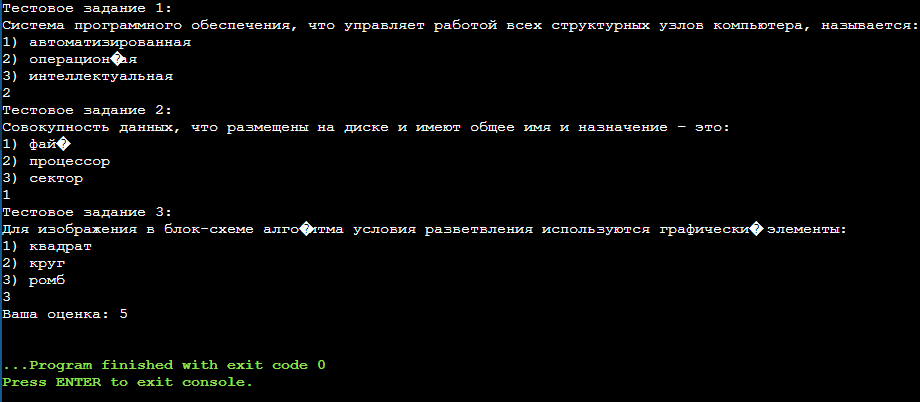 Тестовое задание 1:
Система программного обеспечения, что управляет работой всех структурных узлов компьютера, называется:
1) автоматизированная
2) операцион�ая
3) интеллектуальная
2
Тестовое задание 2:
Совокупность данных, что размещены на диске и имеют общее имя и назначение – это:
1) фай�
2) процессор
3) сектор
1
Тестовое задание 3:
Для изображения в блок-схеме алго�итма условия разветвления используются графически� элементы:
1) квадрат
2) круг
3) ромб
3
Ваша оценка: 5
...Program finished with exit code 0
Press ENTER to exit console.